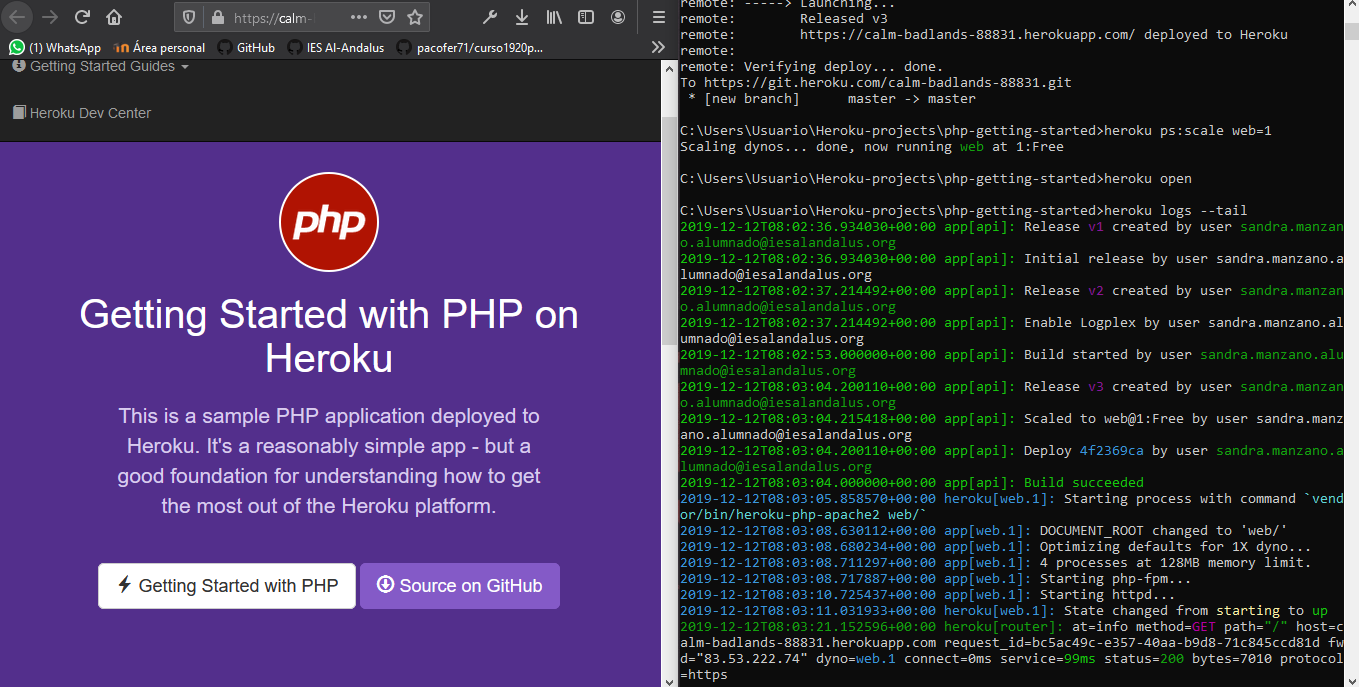 https://calm-
(1) WhatsApp
Área personal
GitHub
IES Al-Andalus
pacofer71/curso1920p...
Getting Started Guides
Heroku Dev Center
php
Getting Started with PHP on
Heroku
This is a sample PHP application deployed to
Heroku. It's a reasonably simple app - but a
good foundation for understanding how to get
the most out of the Heroku platform.
Getting Started with PHP
Source on GitHub
remote: -----> Launching...
remote:        Released v3
remote:        https://calm-badlands-88831.herokuapp.com/ deployed to Heroku
remote:
remote: Verifying deploy... done.
To https://git.heroku.com/calm-badlands-88831.git
 * [new branch]      master -> master
C:\Users\Usuario\Heroku-projects\php-getting-started>heroku ps:scale web=1
Scaling dynos... done, now running web at 1:Free
C:\Users\Usuario\Heroku-projects\php-getting-started>heroku open
C:\Users\Usuario\Heroku-projects\php-getting-started>heroku logs --tail
2019-12-12T08:02:36.934030+00:00 app[api]: Release v1 created by user sandra.manzan
o.alumnado@iesalandalus.org
2019-12-12T08:02:36.934030+00:00 app[api]: Initial release by user sandra.manzano.a
lumnado@iesalandalus.org
2019-12-12T08:02:37.214492+00:00 app[api]: Release v2 created by user sandra.manzan
o.alumnado@iesalandalus.org
2019-12-12T08:02:37.214492+00:00 app[api]: Enable Logplex by user sandra.manzano.al
umnado@iesalandalus.org
2019-12-12T08:02:53.000000+00:00 app[api]: Build started by user sandra.manzano.alu
mnado@iesalandalus.org
2019-12-12T08:03:04.200110+00:00 app[api]: Release v3 created by user sandra.manzan
o.alumnado@iesalandalus.org
2019-12-12T08:03:04.215418+00:00 app[api]: Scaled to web@1:Free by user sandra.manz
ano.alumnado@iesalandalus.org
2019-12-12T08:03:04.200110+00:00 app[api]: Deploy 4f2369ca by user sandra.manzano.a
lumnado@iesalandalus.org
2019-12-12T08:03:04.000000+00:00 app[api]: Build succeeded
2019-12-12T08:03:05.858570+00:00 heroku[web.1]: Starting process with command `vend
or/bin/heroku-php-apache2 web/`
2019-12-12T08:03:08.630112+00:00 app[web.1]: DOCUMENT_ROOT changed to 'web/'
2019-12-12T08:03:08.680234+00:00 app[web.1]: Optimizing defaults for 1X dyno...
2019-12-12T08:03:08.711297+00:00 app[web.1]: 4 processes at 128MB memory limit.
2019-12-12T08:03:08.717887+00:00 app[web.1]: Starting php-fpm...
2019-12-12T08:03:10.725437+00:00 app[web.1]: Starting httpd...
2019-12-12T08:03:11.031933+00:00 heroku[web.1]: State changed from starting to up
2019-12-12T08:03:21.152596+00:00 heroku[router]: at=info method=GET path="/" host=c
alm-badlands-88831.herokuapp.com request_id=bc5ac49c-e357-40aa-b9d8-71c845ccd81d fw
d="83.53.222.74" dyno=web.1 connect=0ms service=99ms status=200 bytes=7010 protocol
=https